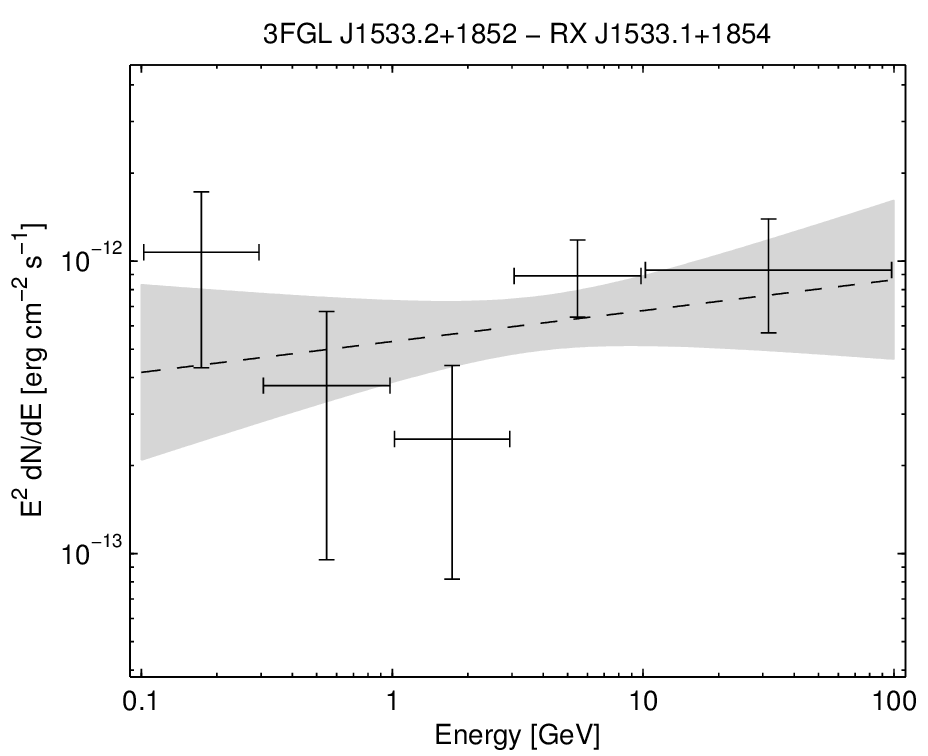 3FGL J1533.2+1852 − RX J1533.1+1854
E² dN/dE [erg cm⁻² s⁻¹]
10⁻¹²
10⁻¹³
0.1 1 10 100
Energy [GeV]